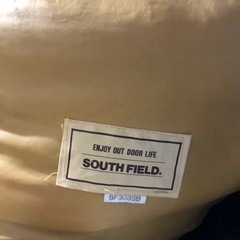 ENJOY OUT DOOR LIFE
SOUTH FIELD.
SF3035B